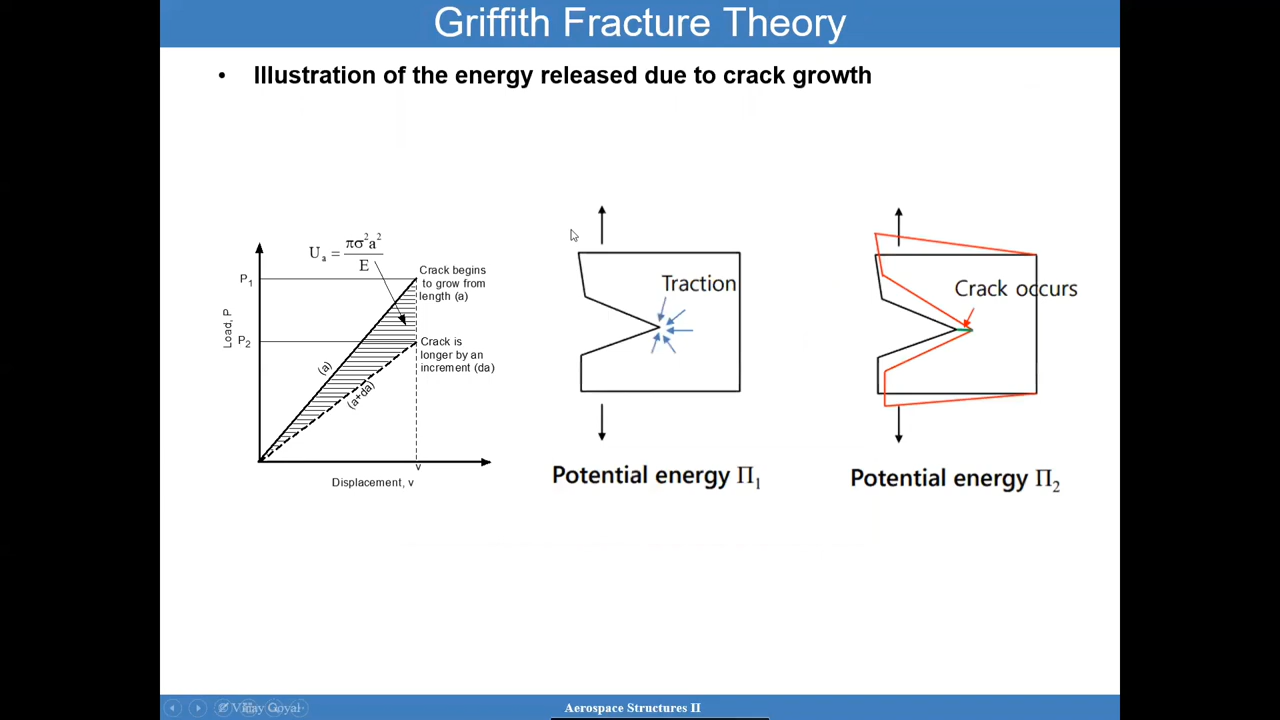 Griffith Fracture Theory
• Illustration of the energy released due to crack growth
Uₐ = πσ²a² / E
P₁
Crack begins
to grow from
length (a)
Load, P
P₂
Crack is
longer by an
increment (da)
(a)
(a+da)
v
Displacement, v
Traction
Potential energy Π₁
Crack occurs
Potential energy Π₂
Vinay Goyal
Aerospace Structures II